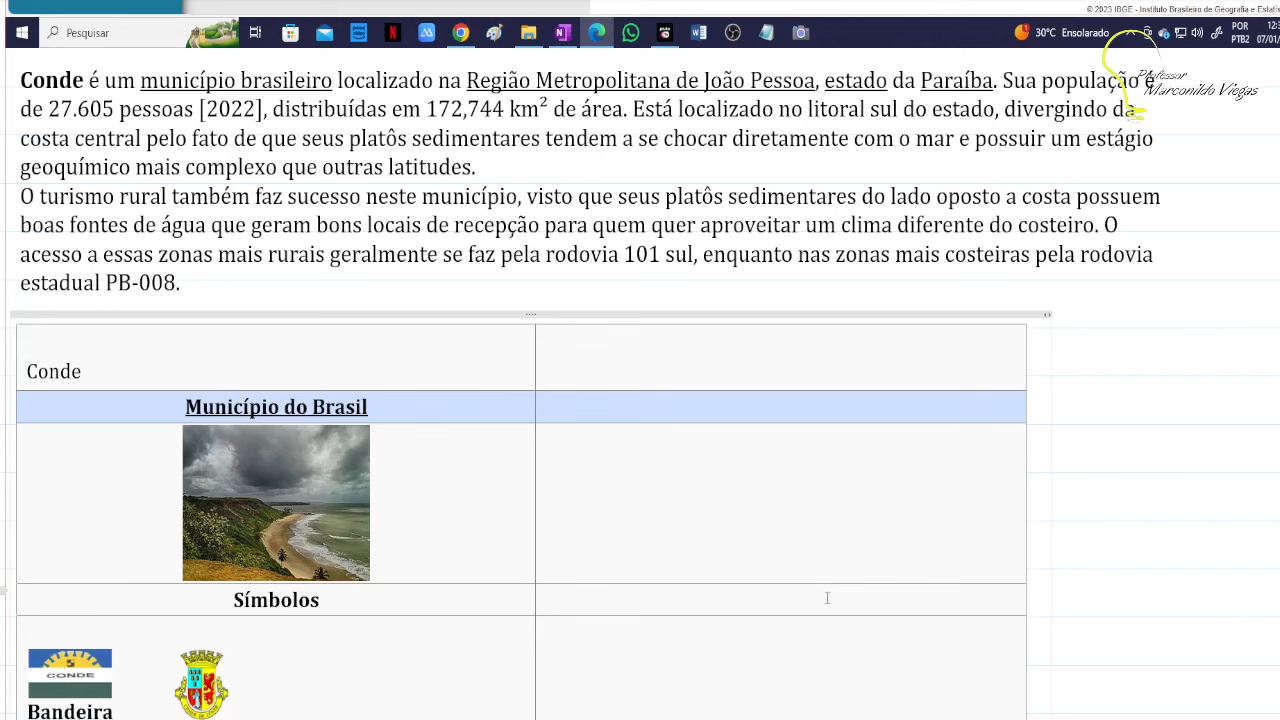 © 2023 IBGE - Instituto Brasileiro de Geografia e Estatís
Pesquisar
30°C Ensolarado
POR
PTB2
12:3
07/01/
Professor
Marconildo Viegas
Conde é um município brasileiro localizado na Região Metropolitana de João Pessoa, estado da Paraíba. Sua população é
de 27.605 pessoas [2022], distribuídas em 172,744 km² de área. Está localizado no litoral sul do estado, divergindo da
costa central pelo fato de que seus platôs sedimentares tendem a se chocar diretamente com o mar e possuir um estágio
geoquímico mais complexo que outras latitudes.
O turismo rural também faz sucesso neste município, visto que seus platôs sedimentares do lado oposto a costa possuem
boas fontes de água que geram bons locais de recepção para quem quer aproveitar um clima diferente do costeiro. O
acesso a essas zonas mais rurais geralmente se faz pela rodovia 101 sul, enquanto nas zonas mais costeiras pela rodovia
estadual PB-008.
Conde
Município do Brasil
Símbolos
CONDE
Bandeira